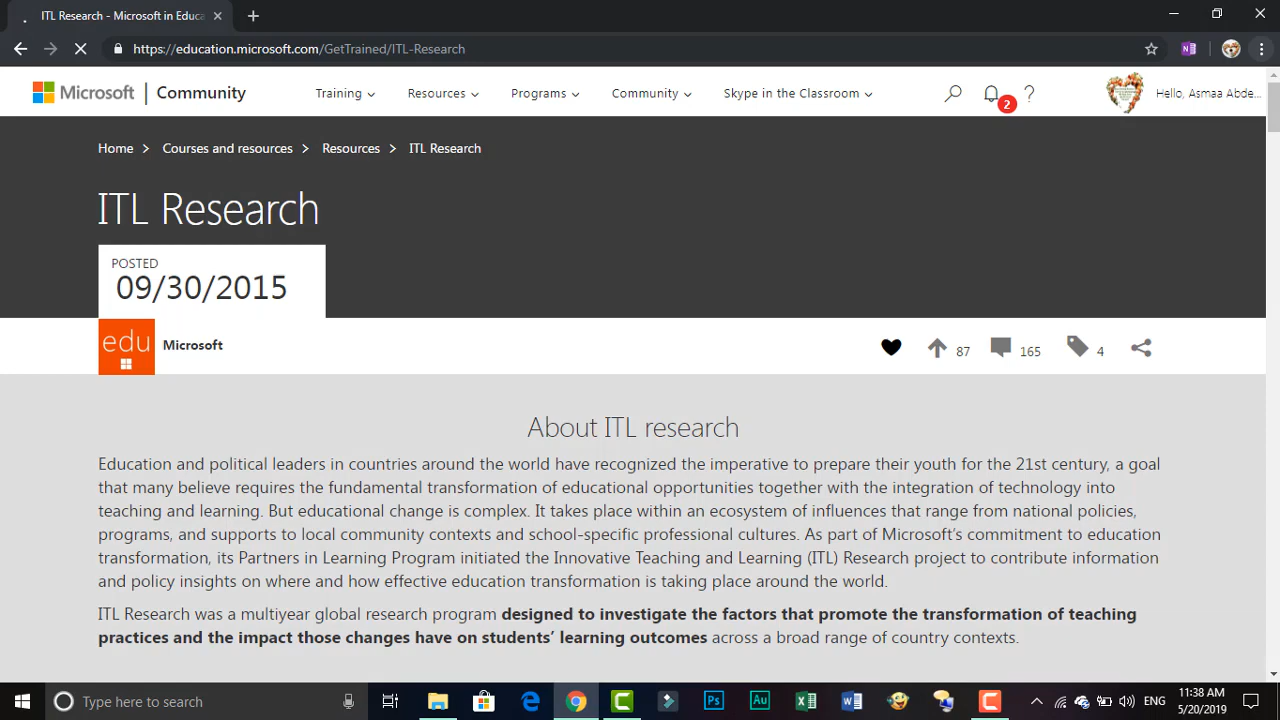 ITL Research - Microsoft in Educa
https://education.microsoft.com/GetTrained/ITL-Research
Microsoft | Community
Training
Resources
Programs
Community
Skype in the Classroom
2
Hello, Asmaa Abde...
Home > Courses and resources > Resources > ITL Research
ITL Research
POSTED
09/30/2015
edu
Microsoft
87
165
4
About ITL research
Education and political leaders in countries around the world have recognized the imperative to prepare their youth for the 21st century, a goal
that many believe requires the fundamental transformation of educational opportunities together with the integration of technology into
teaching and learning. But educational change is complex. It takes place within an ecosystem of influences that range from national policies,
programs, and supports to local community contexts and school-specific professional cultures. As part of Microsoft's commitment to education
transformation, its Partners in Learning Program initiated the Innovative Teaching and Learning (ITL) Research project to contribute information
and policy insights on where and how effective education transformation is taking place around the world.
ITL Research was a multiyear global research program designed to investigate the factors that promote the transformation of teaching
practices and the impact those changes have on students' learning outcomes across a broad range of country contexts.
Type here to search
Ps
Au
ENG
11:38 AM
5/20/2019